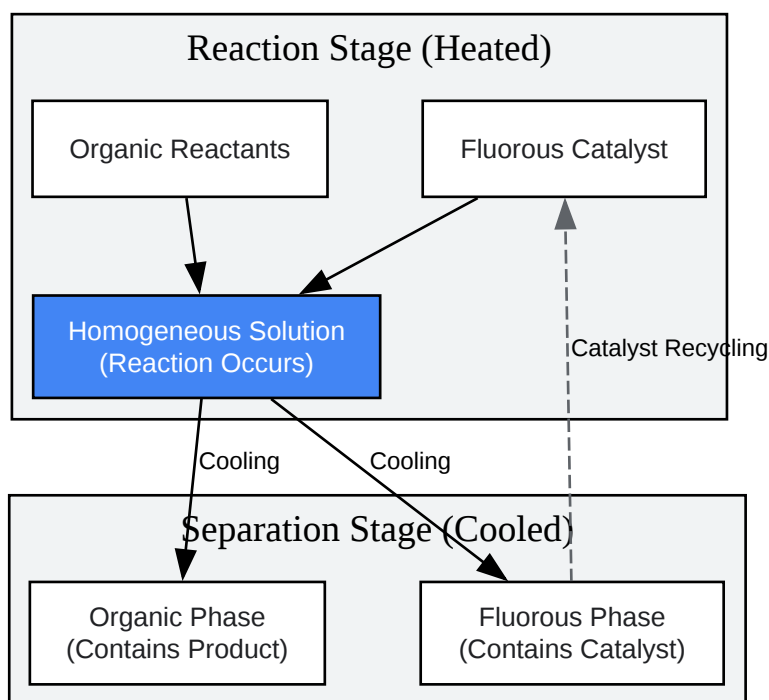 Reaction Stage (Heated)
Organic Reactants
Fluorous Catalyst
Homogeneous Solution
(Reaction Occurs)
Catalyst Recycling
Cooling
Cooling
Separation Stage (Cooled)
Organic Phase
(Contains Product)
Fluorous Phase
(Contains Catalyst)